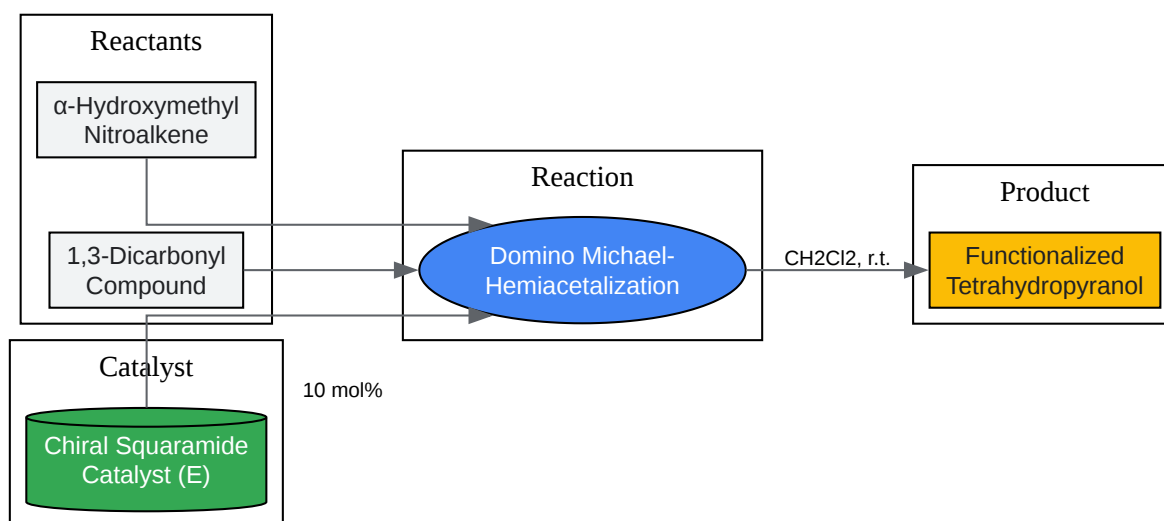 Reactants
α-Hydroxymethyl
Nitroalkene
1,3-Dicarbonyl
Compound
Reaction
Domino Michael-
Hemiacetalization
CH2Cl2, r.t.
Product
Functionalized
Tetrahydropyranol
Catalyst
10 mol%
Chiral Squaramide
Catalyst (E)